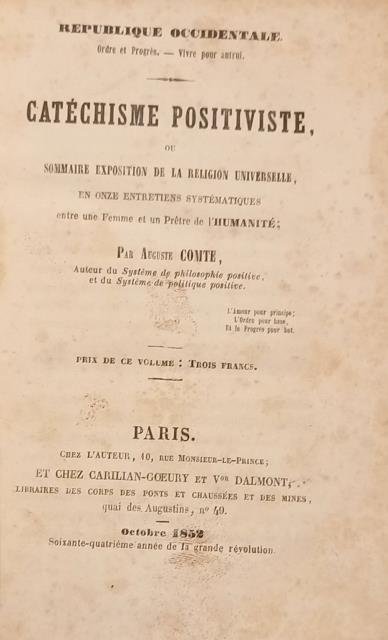 REPUBLIQUE OCCIDENTALE.
Ordre et Progrès. — Vivre pour autrui.
CATÉCHISME POSITIVISTE,
OU
SOMMAIRE EXPOSITION DE LA RELIGION UNIVERSELLE,
EN ONZE ENTRETIENS SYSTÉMATIQUES
entre une Femme et un Prêtre de l'HUMANITÉ;
PAR AUGUSTE COMTE,
Auteur du Système de philosophie positive,
et du Système de politique positive.
L'Amour pour principe;
L'Ordre pour base,
Et le Progrès pour but.
PRIX DE CE VOLUME : TROIS FRANCS.
PARIS.
CHEZ L'AUTEUR, 10, RUE MONSIEUR-LE-PRINCE;
ET CHEZ CARILIAN-GŒURY ET Vor DALMONT,
LIBRAIRES DES CORPS DES PONTS ET CHAUSSÉES ET DES MINES,
quai des Augustins, nº 49.
Octobre 1852
Soixante-quatrième année de la grande révolution.